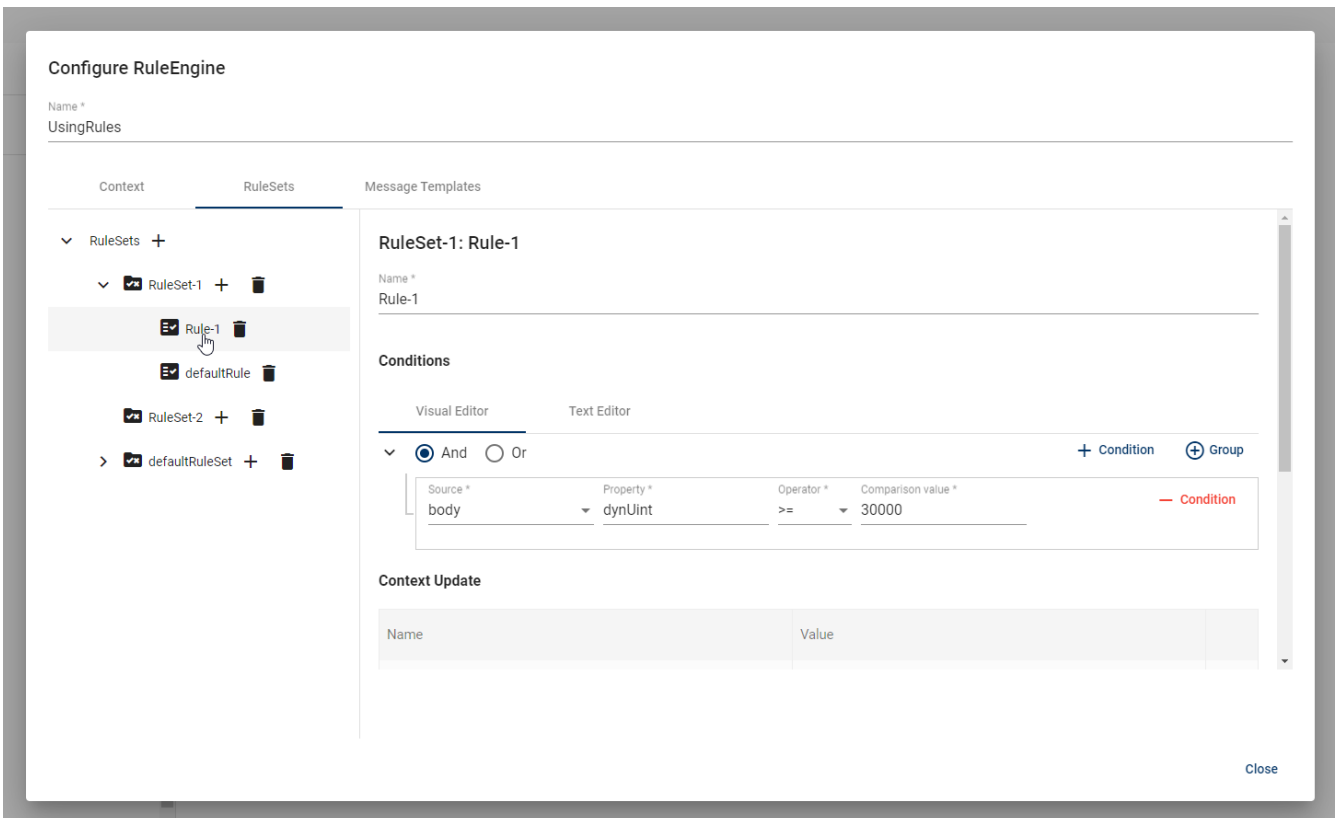 Configure RuleEngine
Name *
UsingRules
Context RuleSets Message Templates
RuleSets
RuleSet-1
Rule-1
defaultRule
RuleSet-2
defaultRuleSet
RuleSet-1: Rule-1
Name *
Rule-1
Conditions
Visual Editor Text Editor
And Or + Condition Group
Source * Property * Operator * Comparison value *
body dynUint >= 30000 — Condition
Context Update
Name Value
Close